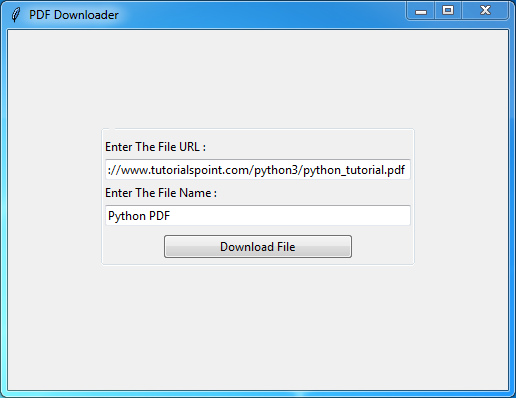 PDF Downloader
Enter The File URL :
://www.tutorialspoint.com/python3/python_tutorial.pdf
Enter The File Name :
Python PDF
Download File